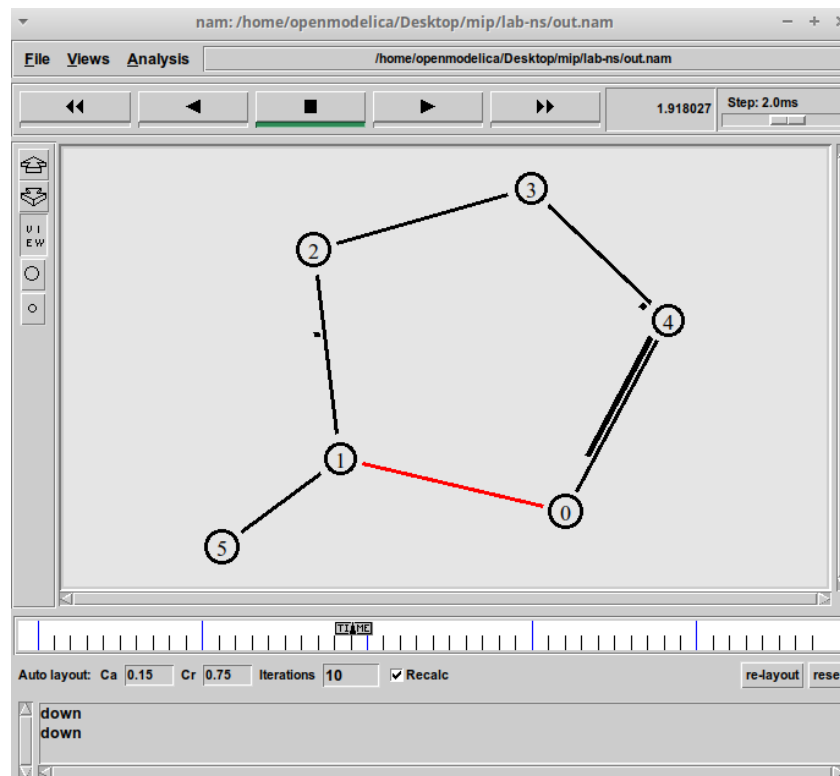 nam: /home/openmodelica/Desktop/mip/lab-ns/out.nam
File Views Analysis /home/openmodelica/Desktop/mip/lab-ns/out.nam
1.918027 Step: 2.0ms
V I
E W
3
2
4
1
0
5
TIME
Auto layout: Ca 0.15 Cr 0.75 Iterations 10 Recalc re-layout rese
down
down